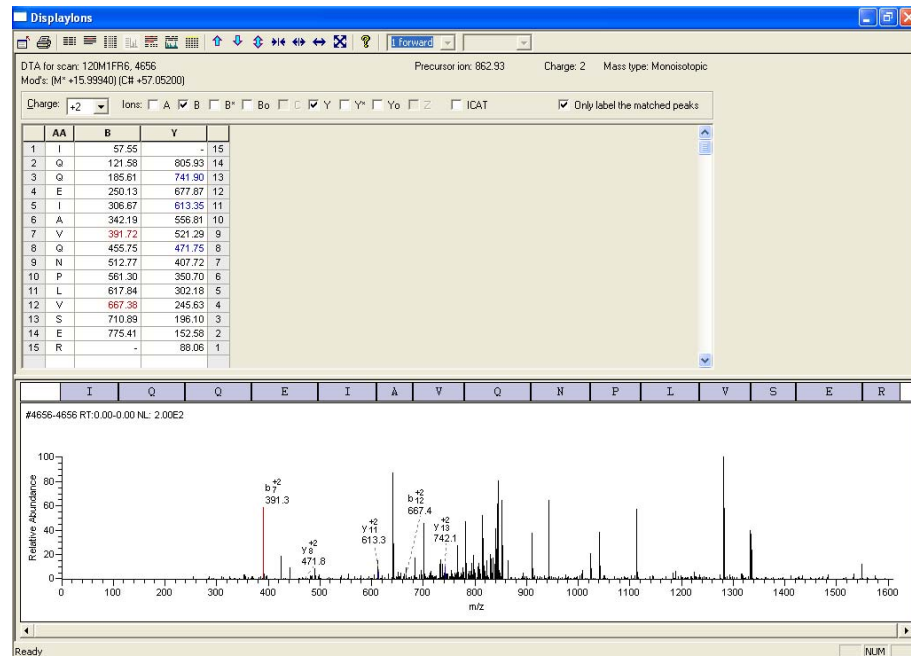 DisplayIons
1 forward
DTA for scan: 120M1FR6, 4656 Precursor ion: 862.93 Charge: 2 Mass type: Monoisotopic
Mod's: (M* +15.99940) (C# +57.05200)
Charge: +2 Ions: A B B* Bo C Y Y* Yo Z ICAT Only label the matched peaks
AA B Y
1 I 57.55 - 15
2 Q 121.58 805.93 14
3 Q 185.61 741.90 13
4 E 250.13 677.87 12
5 I 306.67 613.35 11
6 A 342.19 556.81 10
7 V 391.72 521.29 9
8 Q 455.75 471.75 8
9 N 512.77 407.72 7
10 P 561.30 350.70 6
11 L 617.84 302.18 5
12 V 667.38 245.63 4
13 S 710.89 196.10 3
14 E 775.41 152.58 2
15 R - 88.06 1
I Q Q E I A V Q N P L V S E R
#4656-4656 RT:0.00-0.00 NL: 2.00E2
Relative Abundance
100
80
60
40
20
0
b +2 7 391.3
y +2 8 471.8
y +2 11 613.3
b +2 12 667.4
y +2 13 742.1
0 100 200 300 400 500 600 700 800 900 1000 1100 1200 1300 1400 1500 1600
m/z
Ready NUM